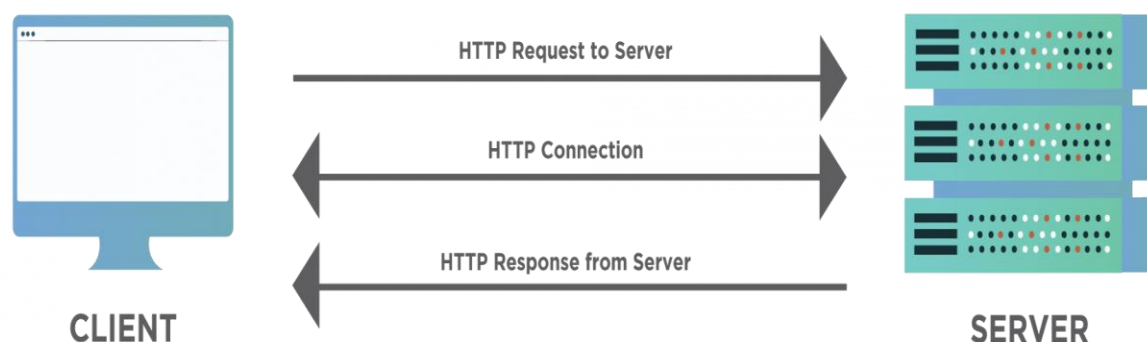 HTTP Request to Server
HTTP Connection
HTTP Response from Server
CLIENT
SERVER